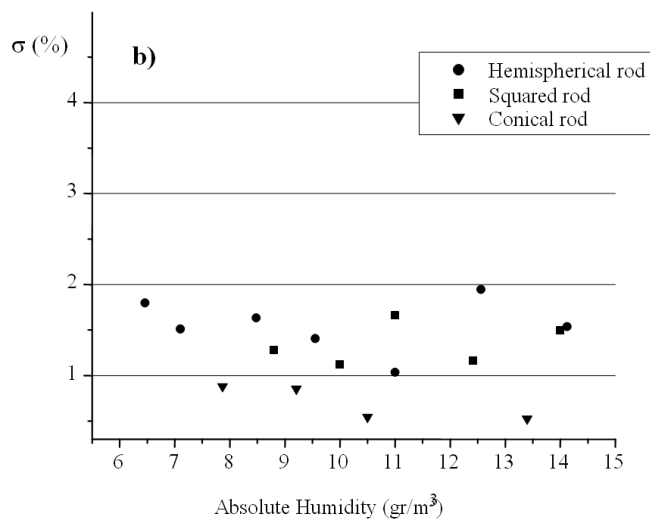 σ (%)
b)
Hemispherical rod
Squared rod
Conical rod
4
3
2
1
6 7 8 9 10 11 12 13 14 15
Absolute Humidity (gr/m³)